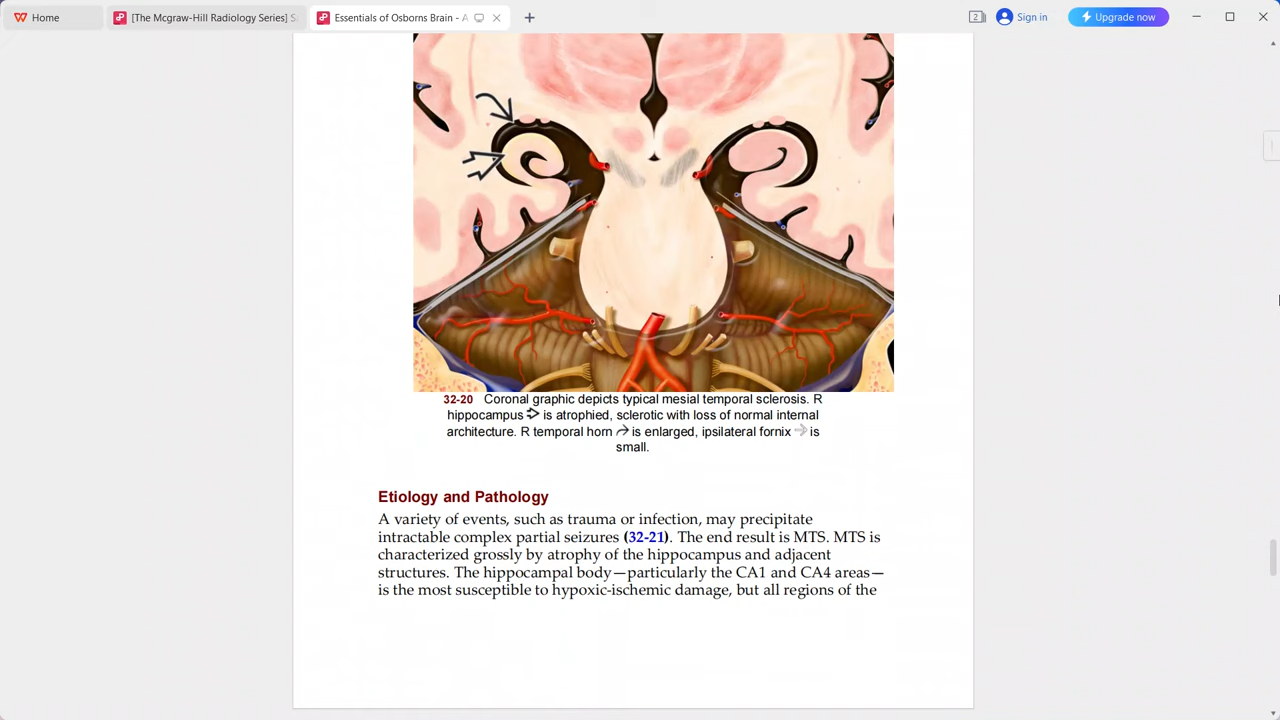 Home
[The Mcgraw-Hill Radiology Series] S
Essentials of Osborns Brain - A
2
Sign in
Upgrade now
32-20 Coronal graphic depicts typical mesial temporal sclerosis. R
hippocampus is atrophied, sclerotic with loss of normal internal
architecture. R temporal horn is enlarged, ipsilateral fornix is
small.
Etiology and Pathology
A variety of events, such as trauma or infection, may precipitate
intractable complex partial seizures (32-21). The end result is MTS. MTS is
characterized grossly by atrophy of the hippocampus and adjacent
structures. The hippocampal body—particularly the CA1 and CA4 areas—
is the most susceptible to hypoxic-ischemic damage, but all regions of the